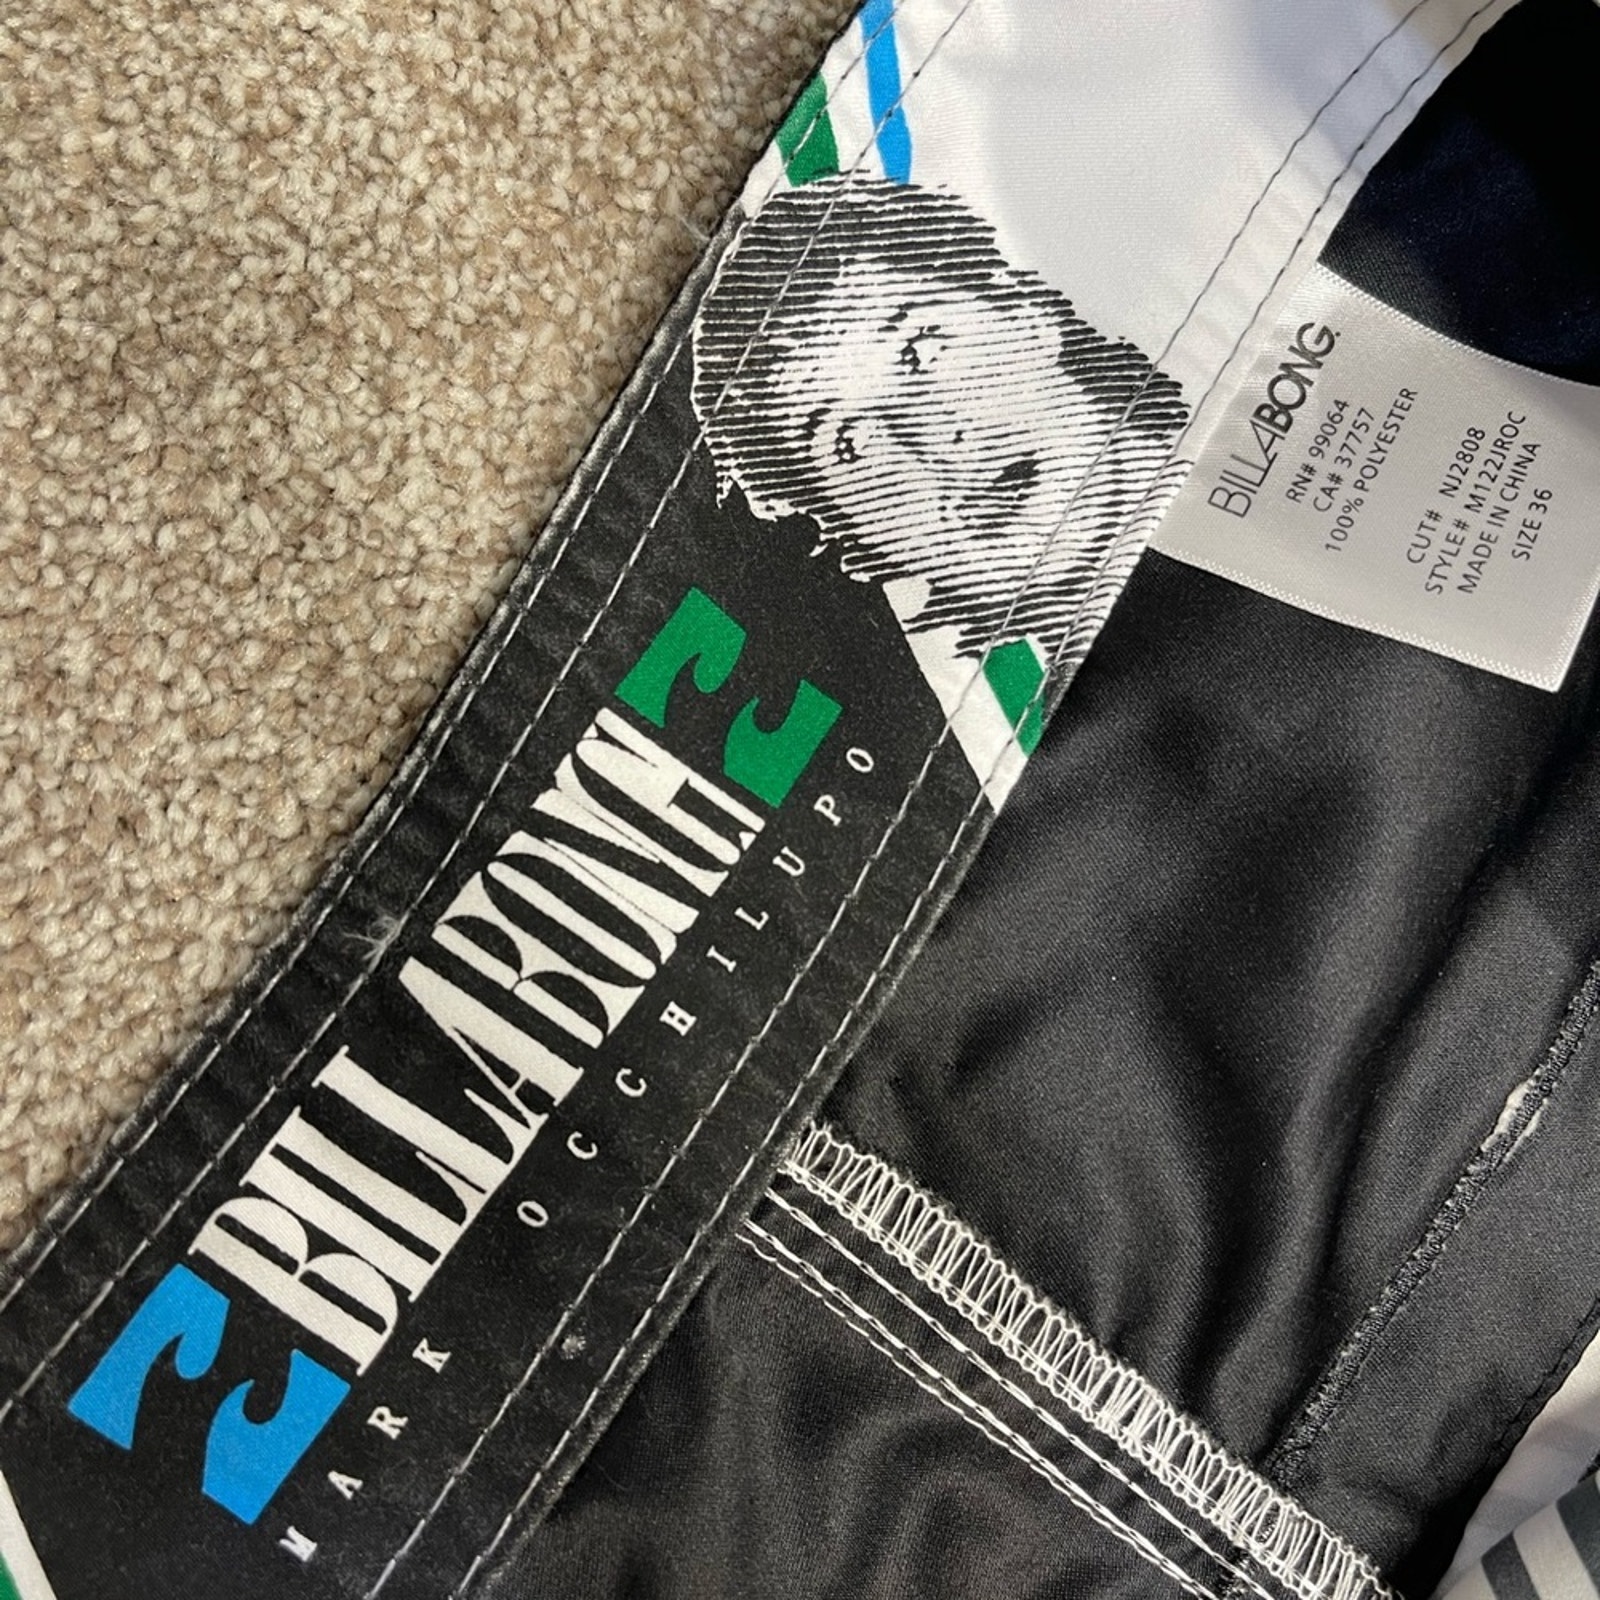 BILLABONG
MARK OCCHILUPO
BILLABONG.
RN# 99064
CA# 37757
100% POLYESTER
CUT# NJ2808
STYLE# M122JROC
MADE IN CHINA
SIZE 36